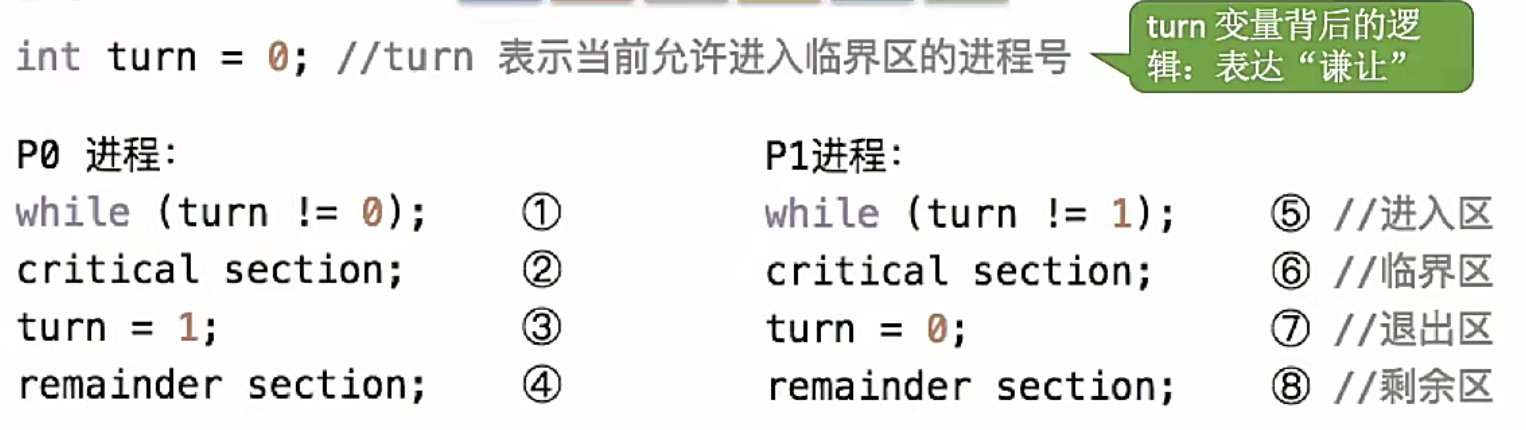 int turn = 0; //turn 表示当前允许进入临界区的进程号
turn 变量背后的逻
辑：表达“谦让”
P0 进程：
while (turn != 0); ①
critical section; ②
turn = 1; ③
remainder section; ④
P1进程：
while (turn != 1); ⑤ //进入区
critical section; ⑥ //临界区
turn = 0; ⑦ //退出区
remainder section; ⑧ //剩余区